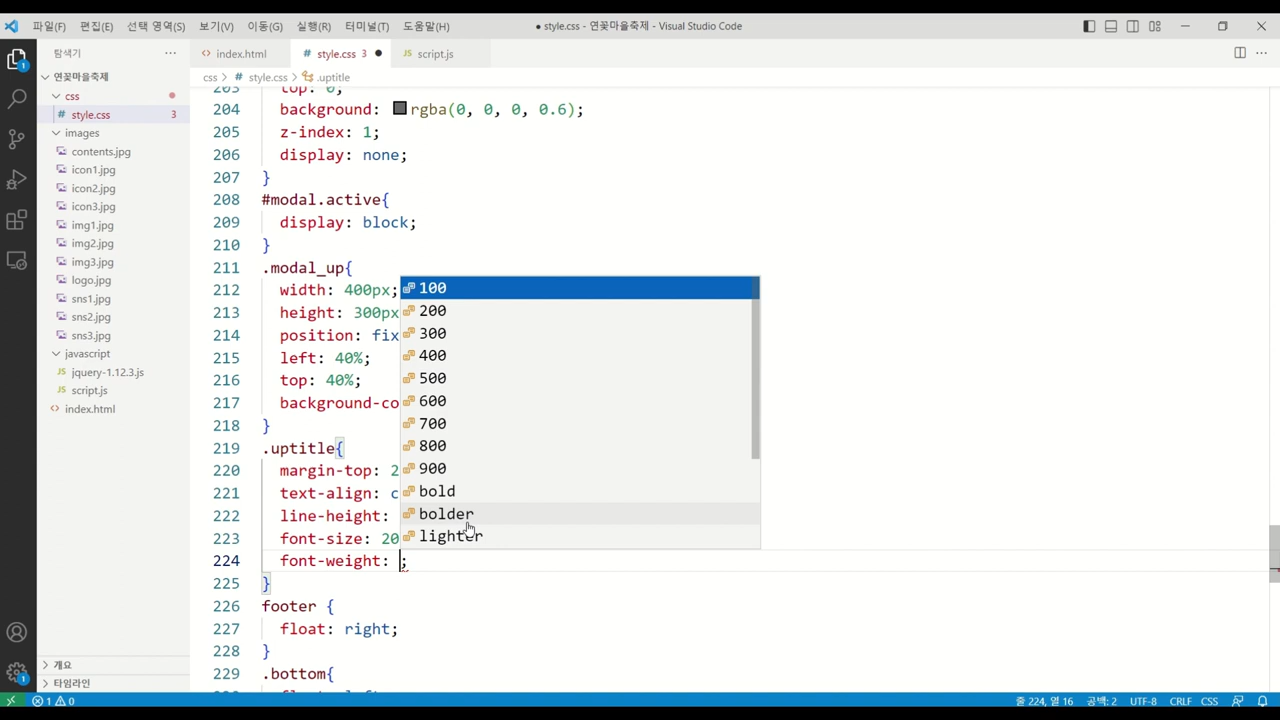 파일(F) 편집(E) 선택 영역(S) 보기(V) 이동(G) 실행(R) 터미널(T) 도움말(H) ● style.css - 연꽃마을축제 - Visual Studio Code
탐색기 ···
<> index.html
# style.css 3 ●
JS script.js
css > # style.css > .uptitle
연꽃마을축제
css
# style.css 3
images
contents.jpg
icon1.jpg
icon2.jpg
icon3.jpg
img1.jpg
img2.jpg
img3.jpg
logo.jpg
sns1.jpg
sns2.jpg
sns3.jpg
javascript
JS jquery-1.12.3.js
JS script.js
<> index.html
개요
타임라인
203 top: 0;
204 background: rgba(0, 0, 0, 0.6);
205 z-index: 1;
206 display: none;
207 }
208 #modal.active{
209 display: block;
210 }
211 .modal_up{
212 width: 400px;
213 height: 300px
214 position: fix
215 left: 40%;
216 top: 40%;
217 background-co
218 }
219 .uptitle{
220 margin-top: 2
221 text-align: c
222 line-height:
223 font-size: 20
224 font-weight: ;
225 }
226 footer {
227 float: right;
228 }
229 .bottom{
100
200
300
400
500
600
700
800
900
bold
bolder
lighter
1
1
1 0 줄 224, 열 16 공백: 2 UTF-8 CRLF CSS